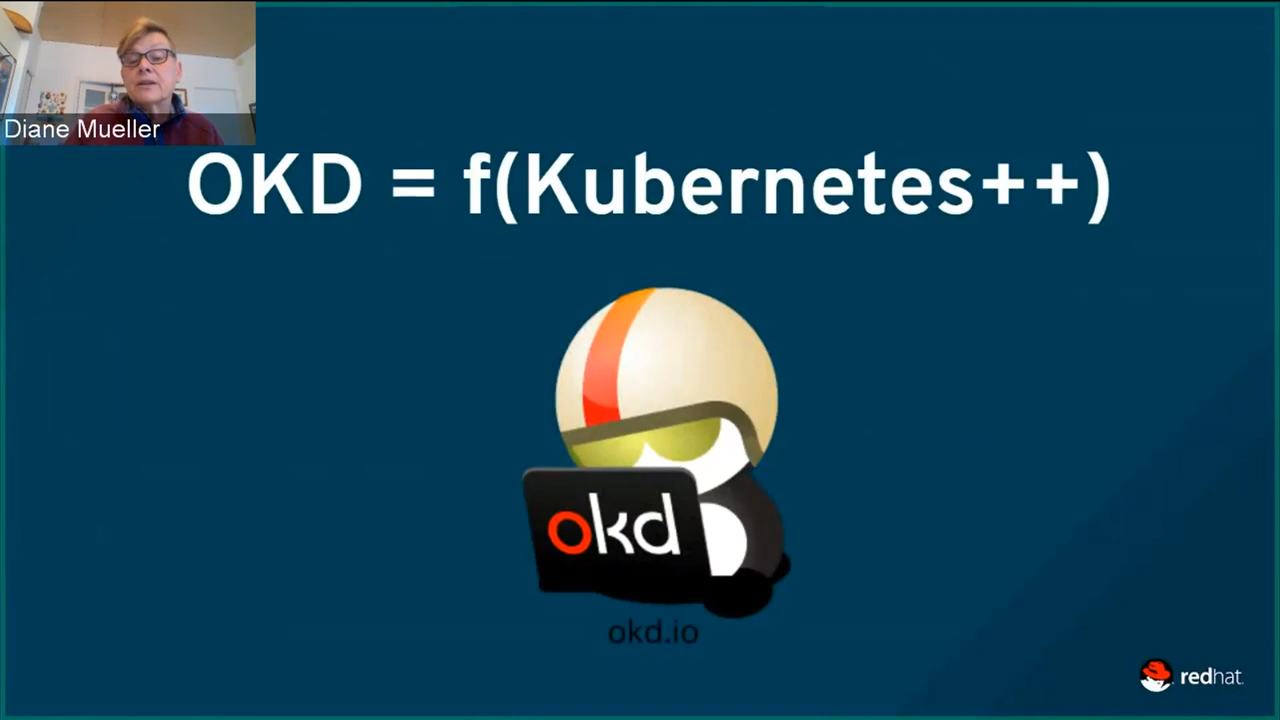 Diane Mueller
OKD = f(Kubernetes++)
okd
okd.io
redhat.